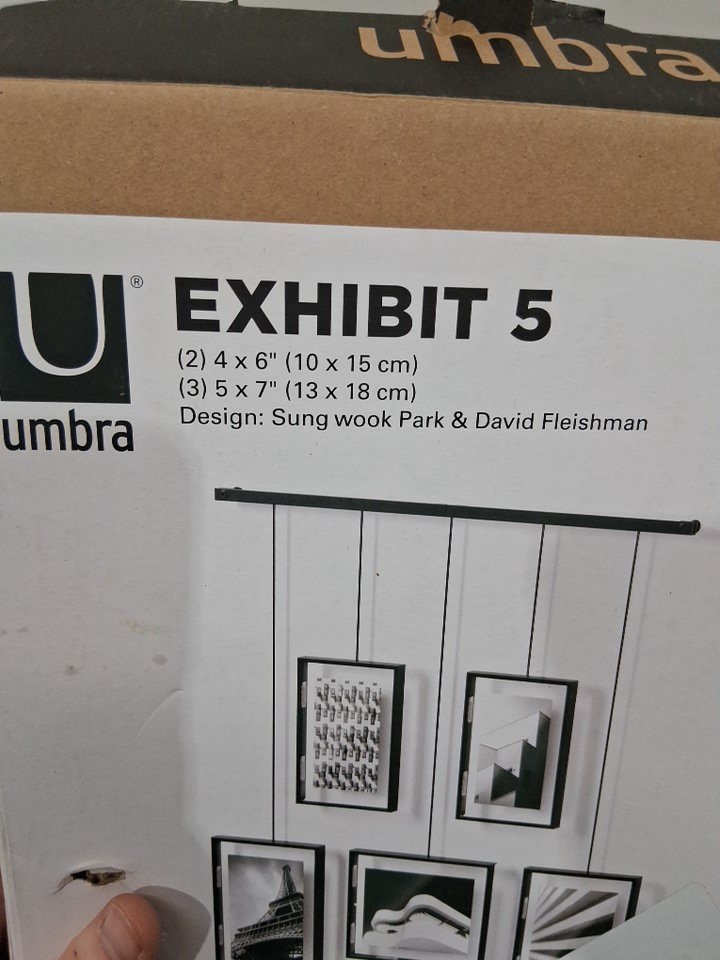 umbra
U®
EXHIBIT 5
(2) 4 x 6" (10 x 15 cm)
(3) 5 x 7" (13 x 18 cm)
Design: Sung wook Park & David Fleishman
umbra